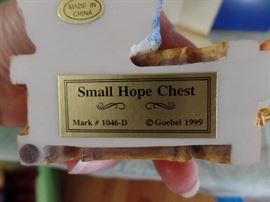 MADE IN
CHINA
Small Hope Chest
Mark # 1046-D © Goebel 1999